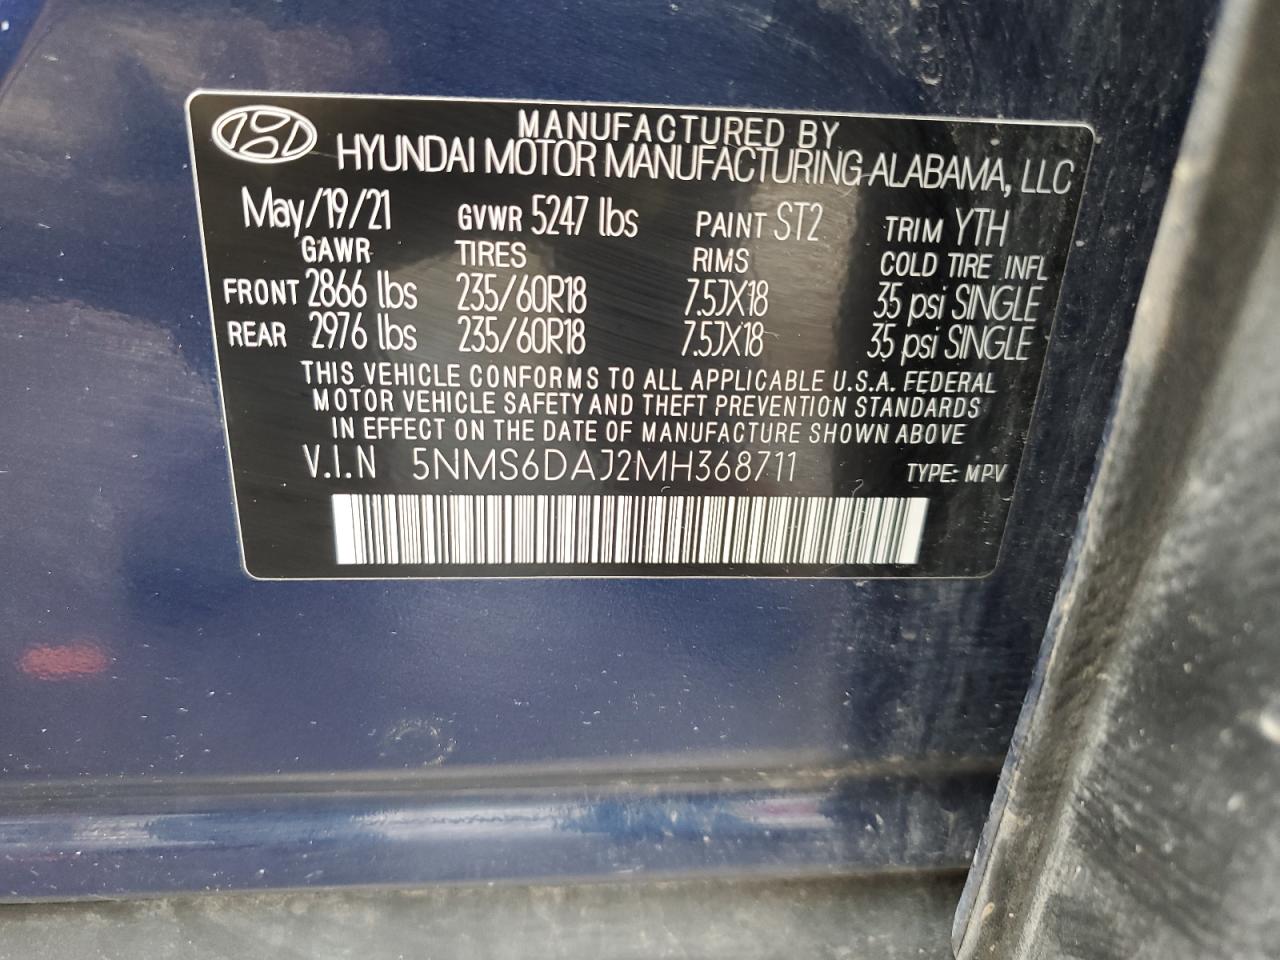 MANUFACTURED BY
HYUNDAI MOTOR MANUFACTURING ALABAMA, LLC
May/19/21 GVWR 5247 lbs PAINT ST2 TRIM YTH
GAWR TIRES RIMS COLD TIRE INFL
FRONT 2866 lbs 235/60R18 7.5JX18 35 psi SINGLE
REAR 2976 lbs 235/60R18 7.5JX18 35 psi SINGLE
THIS VEHICLE CONFORMS TO ALL APPLICABLE U.S.A. FEDERAL
MOTOR VEHICLE SAFETY AND THEFT PREVENTION STANDARDS
IN EFFECT ON THE DATE OF MANUFACTURE SHOWN ABOVE
V.I.N 5NMS6DAJ2MH368711 TYPE: MPV